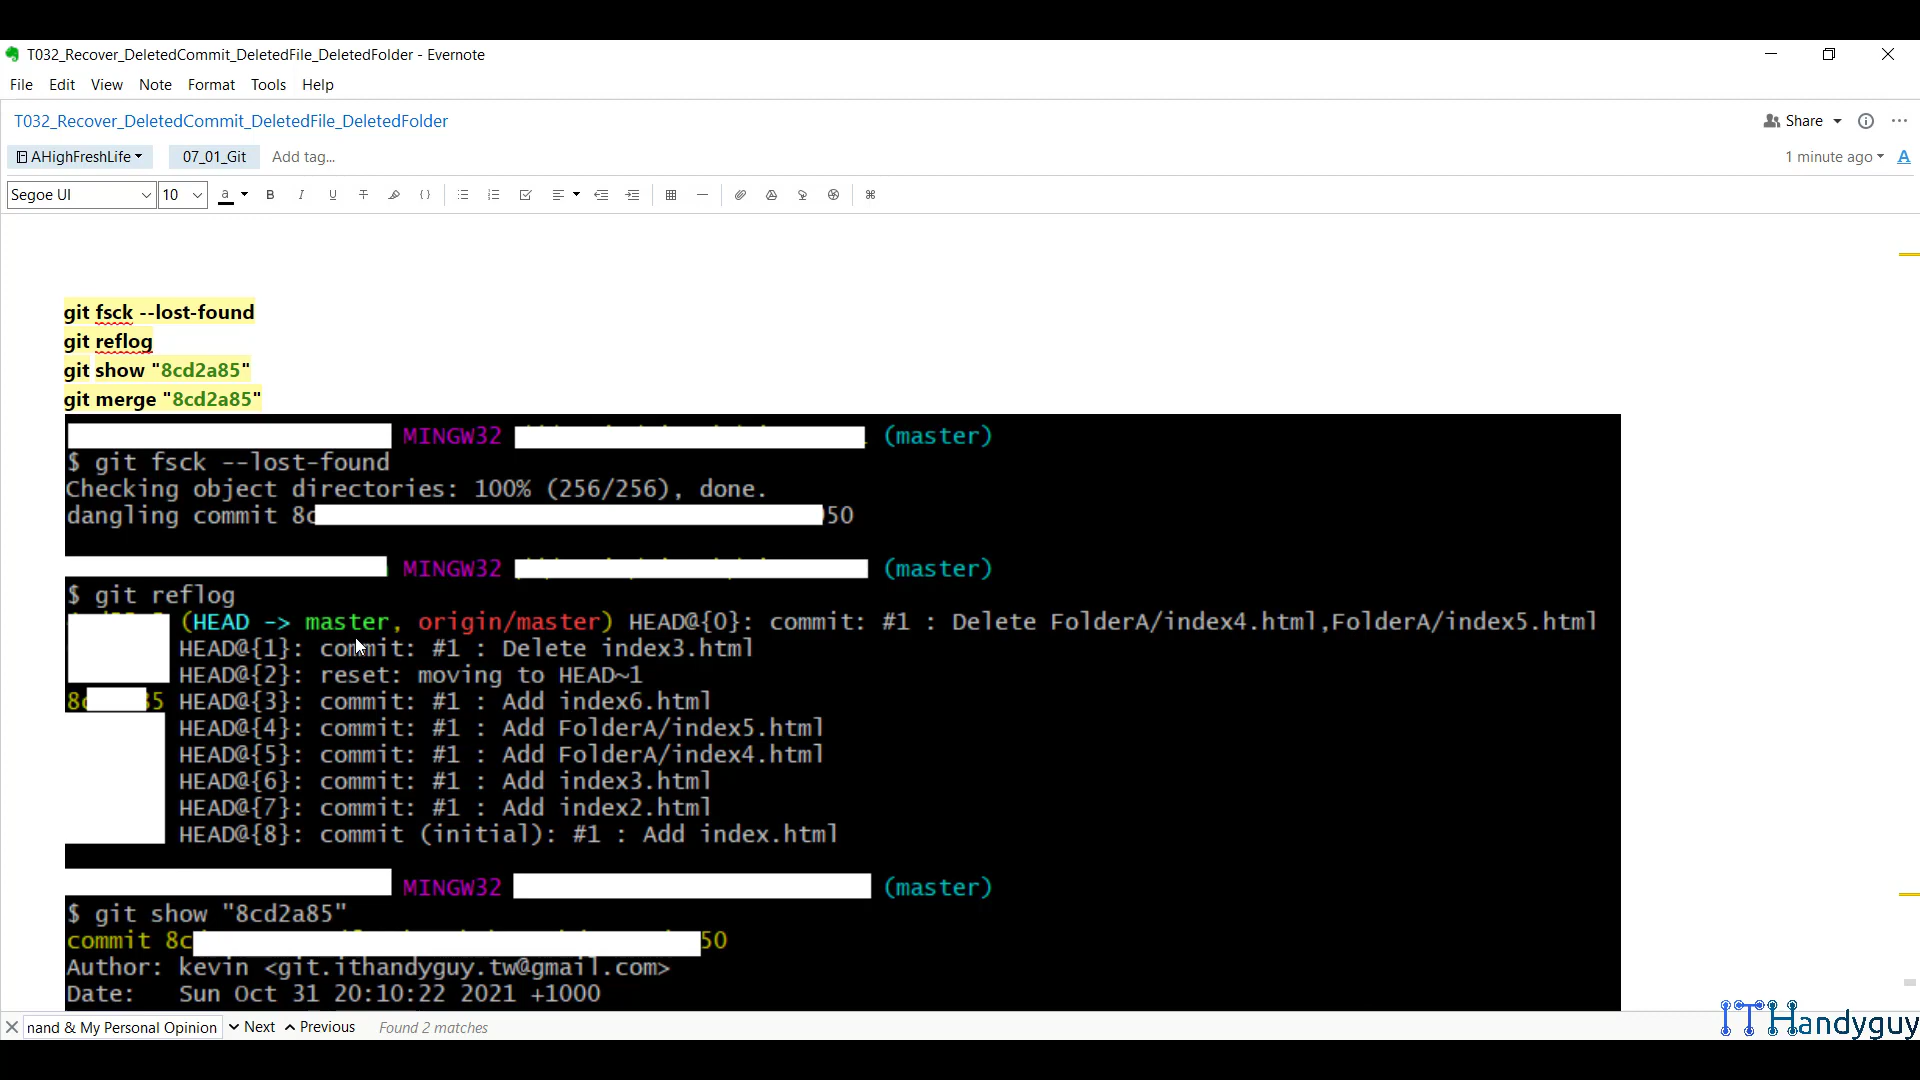 T032_Recover_DeletedCommit_DeletedFile_DeletedFolder - Evernote
File Edit View Note Format Tools Help
T032_Recover_DeletedCommit_DeletedFile_DeletedFolder
Share
AHighFreshLife 07_01_Git Add tag...
1 minute ago
Segoe UI 10
git fsck --lost-found
git reflog
git show "8cd2a85"
git merge "8cd2a85"
MINGW32 (master)
$ git fsck --lost-found
Checking object directories: 100% (256/256), done.
dangling commit 8c 50
MINGW32 (master)
$ git reflog
(HEAD -> master, origin/master) HEAD@{0}: commit: #1 : Delete FolderA/index4.html,FolderA/index5.html
HEAD@{1}: commit: #1 : Delete index3.html
HEAD@{2}: reset: moving to HEAD~1
8c 5 HEAD@{3}: commit: #1 : Add index6.html
HEAD@{4}: commit: #1 : Add FolderA/index5.html
HEAD@{5}: commit: #1 : Add FolderA/index4.html
HEAD@{6}: commit: #1 : Add index3.html
HEAD@{7}: commit: #1 : Add index2.html
HEAD@{8}: commit (initial): #1 : Add index.html
MINGW32 (master)
$ git show "8cd2a85"
commit 8c 50
Author: kevin <git.ithandyguy.tw@gmail.com>
Date: Sun Oct 31 20:10:22 2021 +1000
nand & My Personal Opinion Next Previous Found 2 matches
ITHandyguy